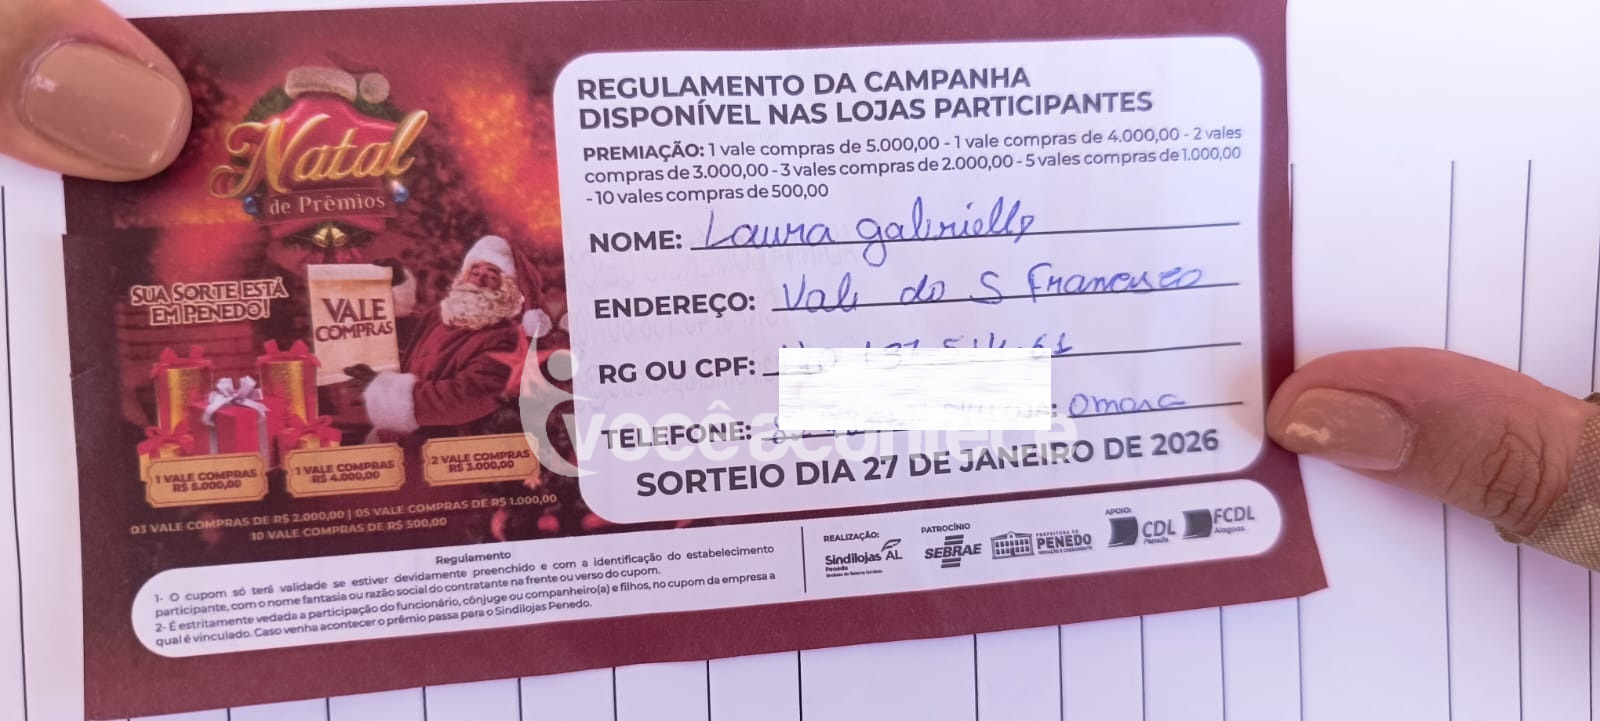 Natal
de Prêmios
SUA SORTE ESTÁ
EM PENEDO!
VALE
COMPRAS
1 VALE COMPRAS
R$ 5.000,00
1 VALE COMPRAS
R$ 4.000,00
2 VALE COMPRAS
R$ 3.000,00
03 VALE COMPRAS DE R$ 2.000,00 | 05 VALE COMPRAS DE R$ 1.000,00
10 VALE COMPRAS DE R$ 500,00
REGULAMENTO DA CAMPANHA
DISPONÍVEL NAS LOJAS PARTICIPANTES
PREMIAÇÃO: 1 vale compras de 5.000,00 - 1 vale compras de 4.000,00 - 2 vales
compras de 3.000,00 - 3 vales compras de 2.000,00 - 5 vales compras de 1.000,00
- 10 vales compras de 500,00
NOME: Laura gabrielly
ENDEREÇO: Vale do S Francisco
RG OU CPF:
TELEFONE: Omena
vocêacontece
SORTEIO DIA 27 DE JANEIRO DE 2026
Regulamento
1- O cupom só terá validade se estiver devidamente preenchido e com a identificação do estabelecimento
participante, com o nome fantasia ou razão social do contratante na frente ou verso do cupom.
2- É estritamente vedada a participação do funcionário, cônjuge ou companheiro(a) e filhos, no cupom da empresa a
qual é vinculado. Caso venha acontecer o prêmio passa para o Sindilojas Penedo.
REALIZAÇÃO:
Sindilojas AL
Penedo
PATROCÍNIO
SEBRAE
PREFEITURA DE
PENEDO
APOIO:
CDL
Penedo
FCDL
Alagoas